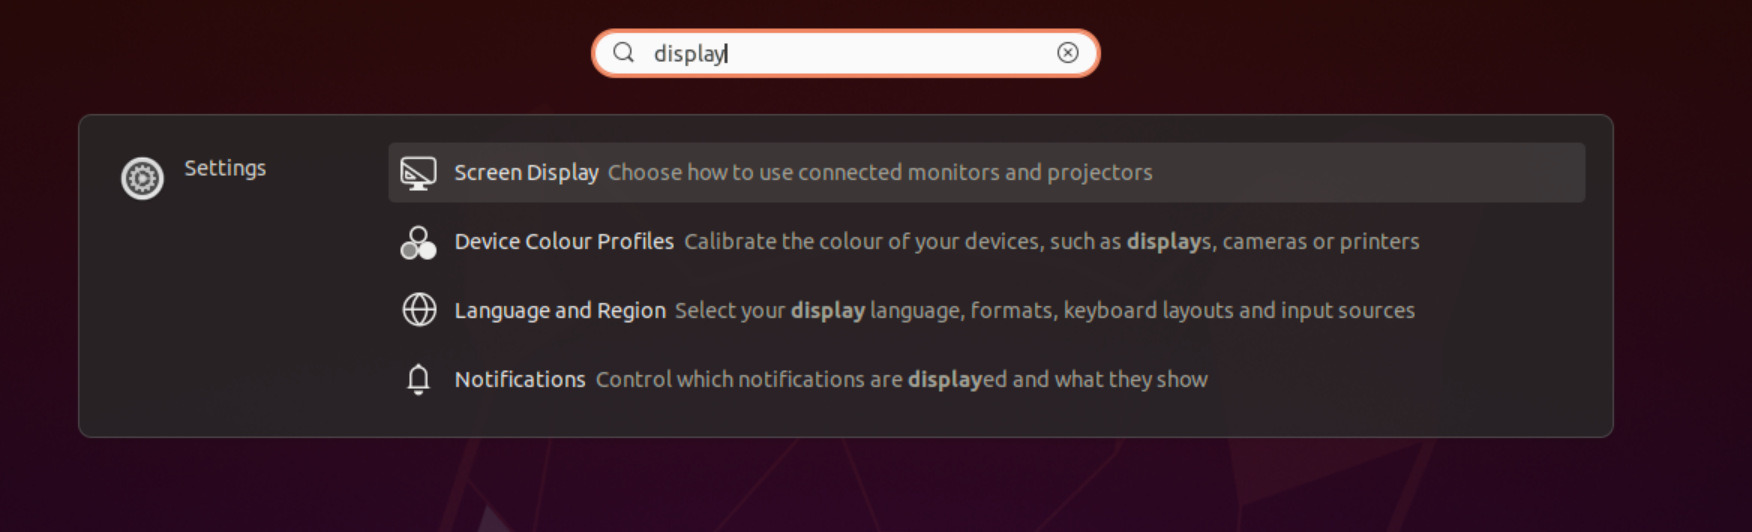 display
Settings
Screen Display Choose how to use connected monitors and projectors
Device Colour Profiles Calibrate the colour of your devices, such as displays, cameras or printers
Language and Region Select your display language, formats, keyboard layouts and input sources
Notifications Control which notifications are displayed and what they show